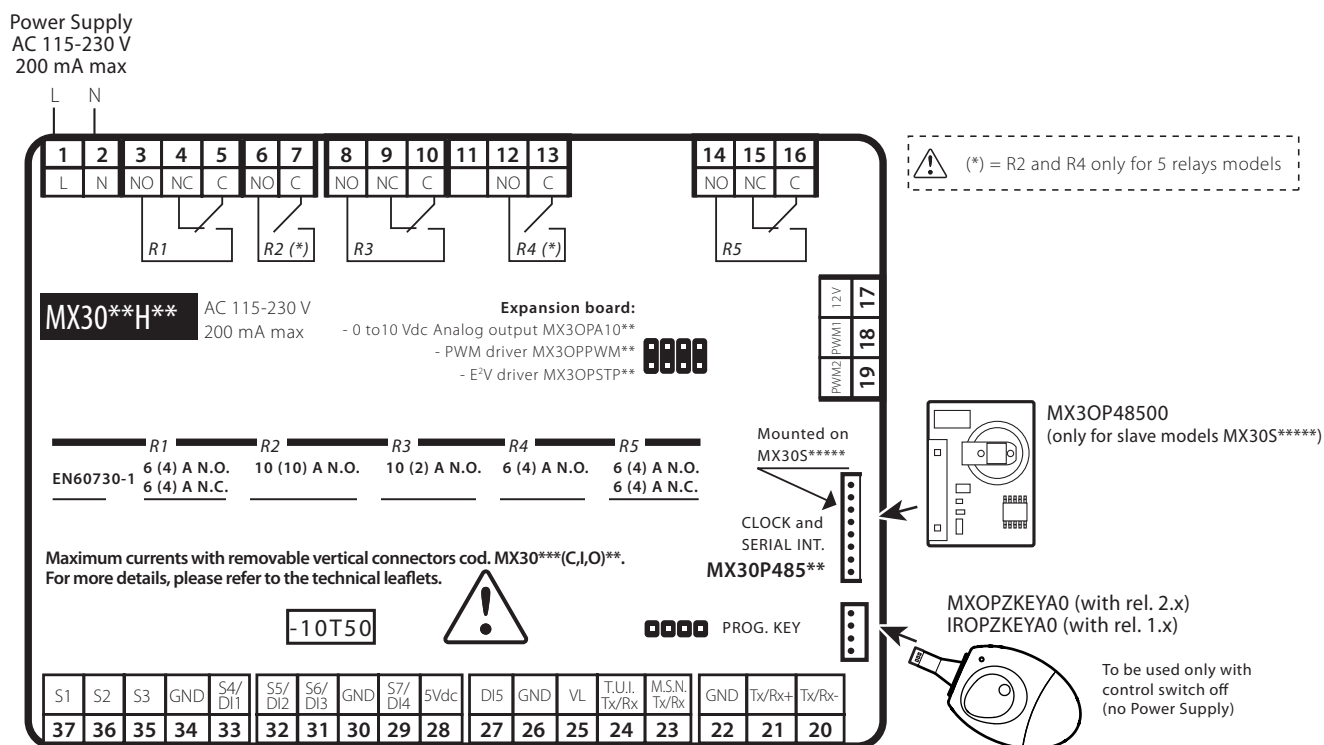 Power Supply
AC 115-230 V
200 mA max
L N
1 2 3 4 5 6 7 8 9 10 11 12 13 14 15 16
L N NO NC C NO C NO NC C NO C NO NC C
R1 R2 (*) R3 R4 (*) R5
(*) = R2 and R4 only for 5 relays models
MX30**H**
AC 115-230 V
200 mA max
Expansion board:
- 0 to10 Vdc Analog output MX3OPA10**
- PWM driver MX3OPPWM**
- E²V driver MX3OPSTP**
12V 17
PWM1 18
PWM2 19
MX3OP48500
(only for slave models MX30S*****)
R1 R2 R3 R4 R5
EN60730-1
6 (4) A N.O. 10 (10) A N.O. 10 (2) A N.O. 6 (4) A N.O. 6 (4) A N.O.
6 (4) A N.C. 6 (4) A N.C.
Mounted on
MX30S*****
CLOCK and
SERIAL INT.
MX30P485**
Maximum currents with removable vertical connectors cod. MX30***(C,I,O)**.
For more details, please refer to the technical leaflets.
-10T50
PROG. KEY
MXOPZKEYA0 (with rel. 2.x)
IROPZKEYA0 (with rel. 1.x)
To be used only with
control switch off
(no Power Supply)
S1 S2 S3 GND S4/DI1 S5/DI2 S6/DI3 GND S7/DI4 5Vdc DI5 GND VL T.U.I. Tx/Rx M.S.N. Tx/Rx GND Tx/Rx+ Tx/Rx-
37 36 35 34 33 32 31 30 29 28 27 26 25 24 23 22 21 20